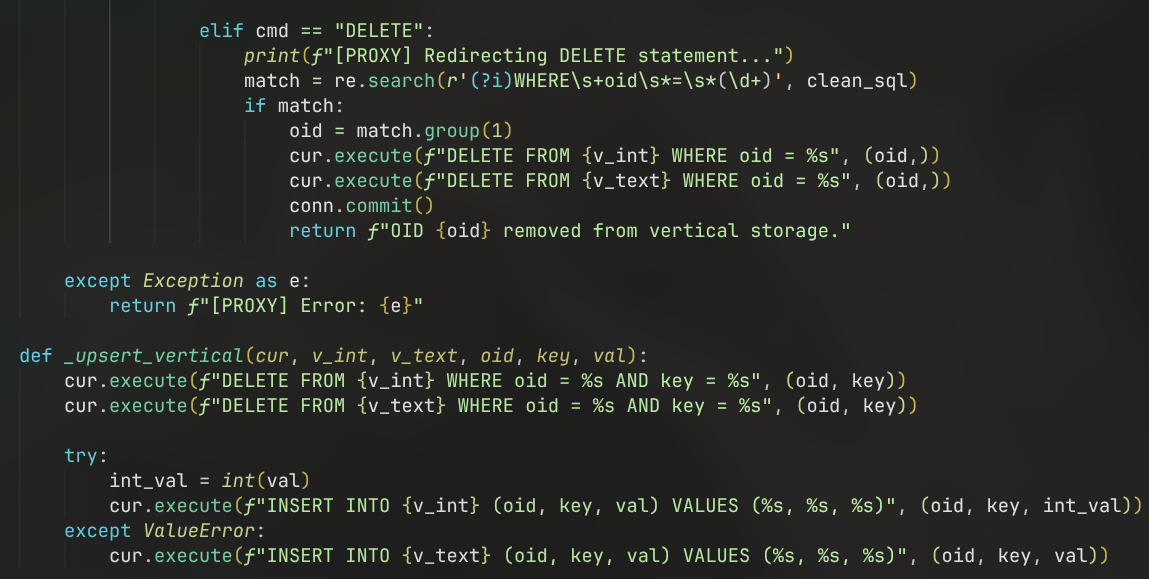 elif cmd == "DELETE":
print(f"[PROXY] Redirecting DELETE statement...")
match = re.search(r'(?i)WHERE\s+oid\s*=\s*(\d+)', clean_sql)
if match:
oid = match.group(1)
cur.execute(f"DELETE FROM {v_int} WHERE oid = %s", (oid,))
cur.execute(f"DELETE FROM {v_text} WHERE oid = %s", (oid,))
conn.commit()
return f"OID {oid} removed from vertical storage."
except Exception as e:
return f"[PROXY] Error: {e}"
def _upsert_vertical(cur, v_int, v_text, oid, key, val):
cur.execute(f"DELETE FROM {v_int} WHERE oid = %s AND key = %s", (oid, key))
cur.execute(f"DELETE FROM {v_text} WHERE oid = %s AND key = %s", (oid, key))
try:
int_val = int(val)
cur.execute(f"INSERT INTO {v_int} (oid, key, val) VALUES (%s, %s, %s)", (oid, key, int_val))
except ValueError:
cur.execute(f"INSERT INTO {v_text} (oid, key, val) VALUES (%s, %s, %s)", (oid, key, val))